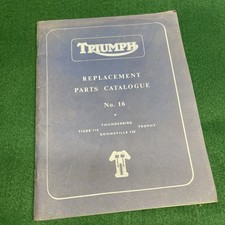 TRIUMPH
REPLACEMENT
PARTS CATALOGUE
No. 16
THUNDERBIRD
TIGER 110 TROPHY
BONNEVILLE 120